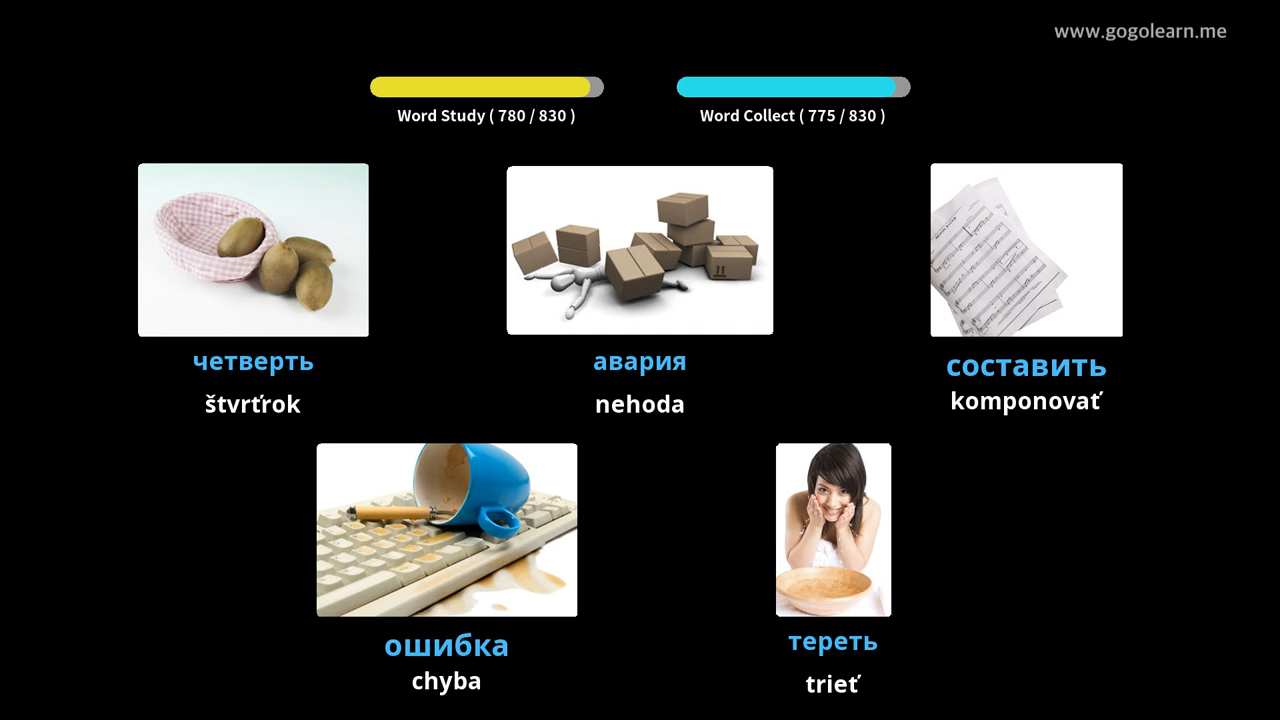 www.gogolearn.me
Word Study ( 780 / 830 )
Word Collect ( 775 / 830 )
четверть
štvrťrok
авария
nehoda
составить
komponovať
ошибка
chyba
тереть
trieť